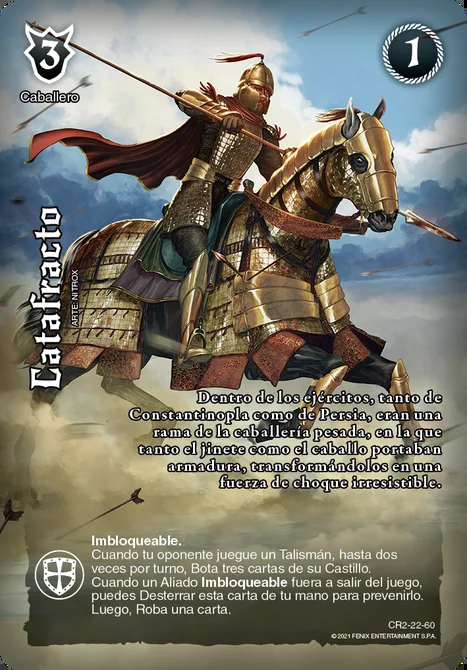 3
1
Caballero
Catafracto
ARTE: NITROX
Dentro de los ejércitos, tanto de
Constantinopla como de Persia, eran una
rama de la caballería pesada, en la que
tanto el jinete como el caballo portaban
armadura, transformándolos en una
fuerza de choque irresistible.
Imbloqueable.
Cuando tu oponente juegue un Talismán, hasta dos
veces por turno, Bota tres cartas de su Castillo.
Cuando un Aliado Imbloqueable fuera a salir del juego,
puedes Desterrar esta carta de tu mano para prevenirlo.
Luego, Roba una carta.
CR2-22-60
©2021 FENIX ENTERTAINMENT S.P.A.